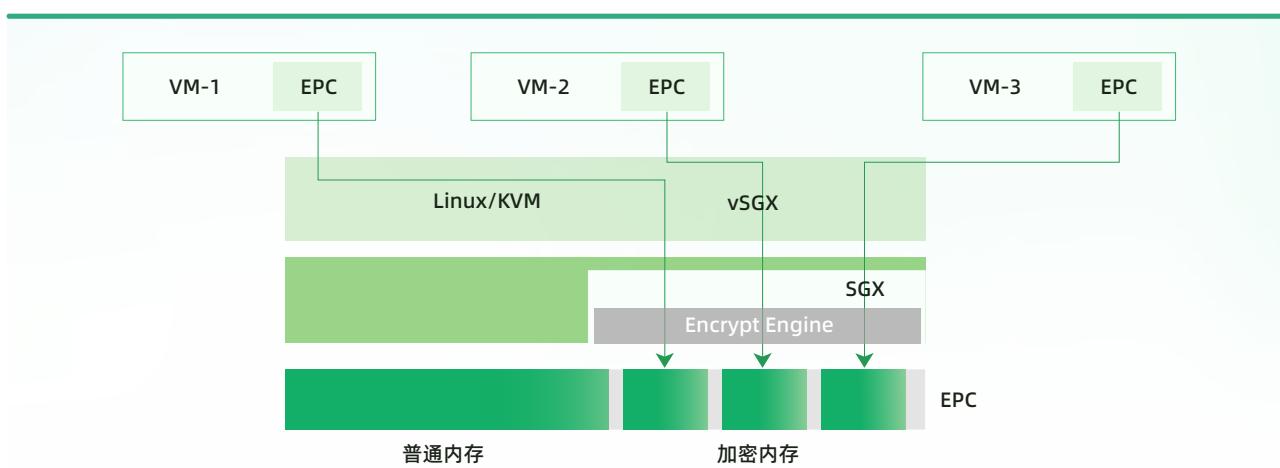 VM-1 EPC VM-2 EPC VM-3 EPC
Linux/KVM vSGX
SGX
Encrypt Engine
EPC
普通内存 加密内存